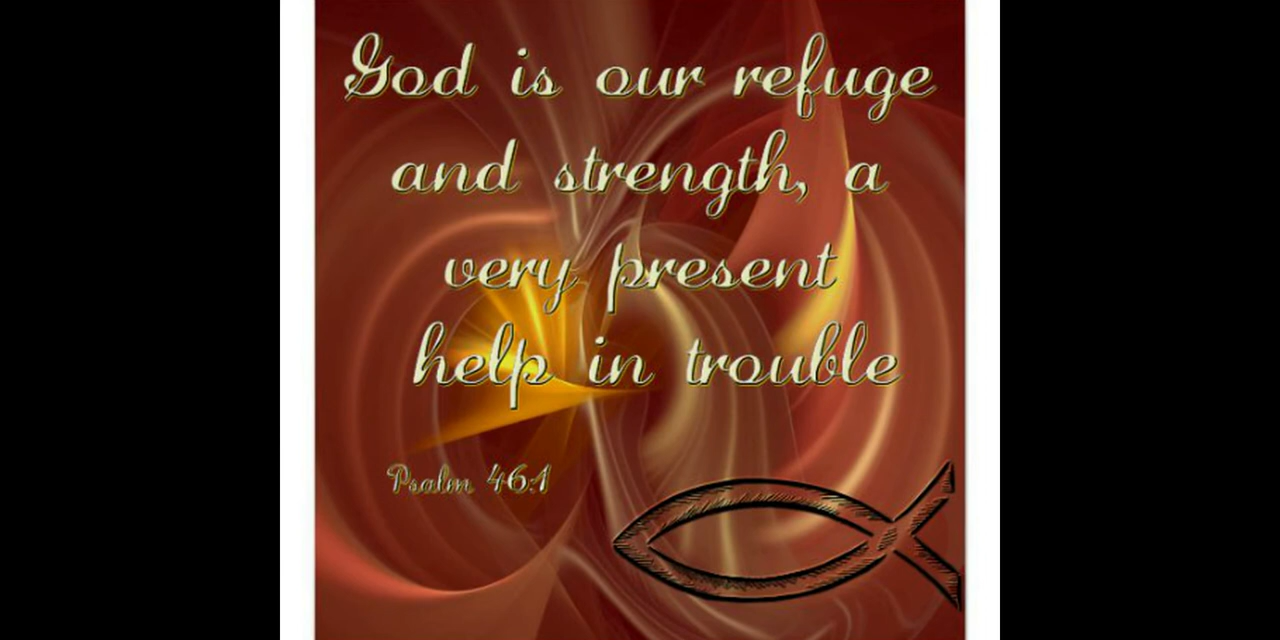 God is our refuge
and strength, a
very present
help in trouble
Psalm 46:1